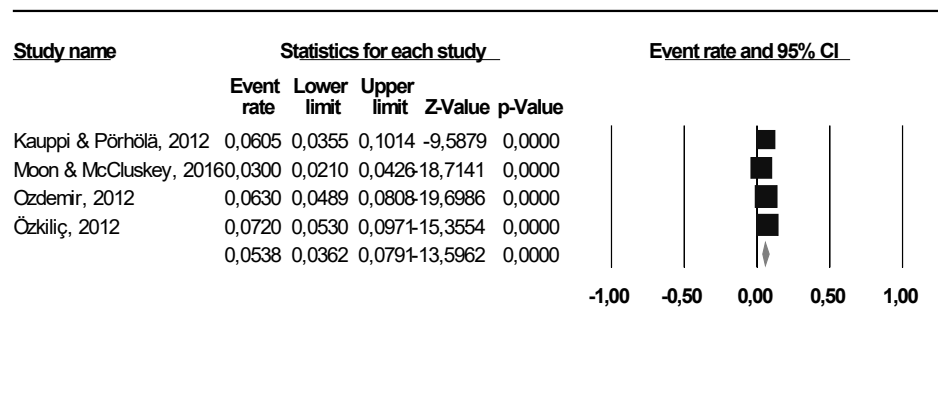 Study name Statistics for each study Event rate and 95% CI
Event Lower Upper
rate limit limit Z-Value p-Value
Kauppi & Pörhölä, 2012 0,0605 0,0355 0,1014 -9,5879 0,0000
Moon & McCluskey, 2016 0,0300 0,0210 0,0426 -18,7141 0,0000
Ozdemir, 2012 0,0630 0,0489 0,0808 -19,6986 0,0000
Özkiliç, 2012 0,0720 0,0530 0,0971 -15,3554 0,0000
0,0538 0,0362 0,0791 -13,5962 0,0000
-1,00 -0,50 0,00 0,50 1,00